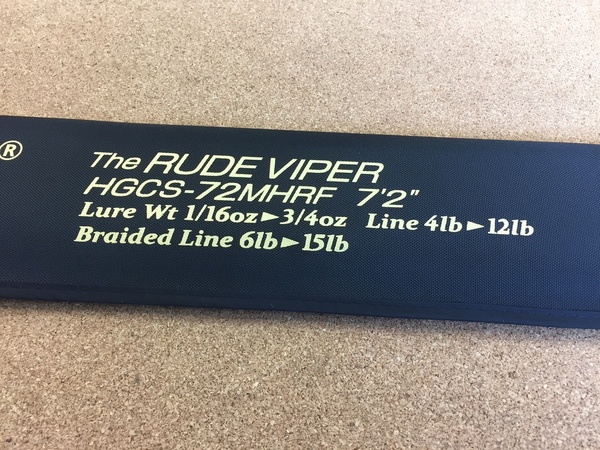 ®
The RUDE VIPER
HGCS-72MHRF 7'2"
Lure Wt 1/16oz►3/4oz Line 4lb►12lb
Braided Line 6lb►15lb